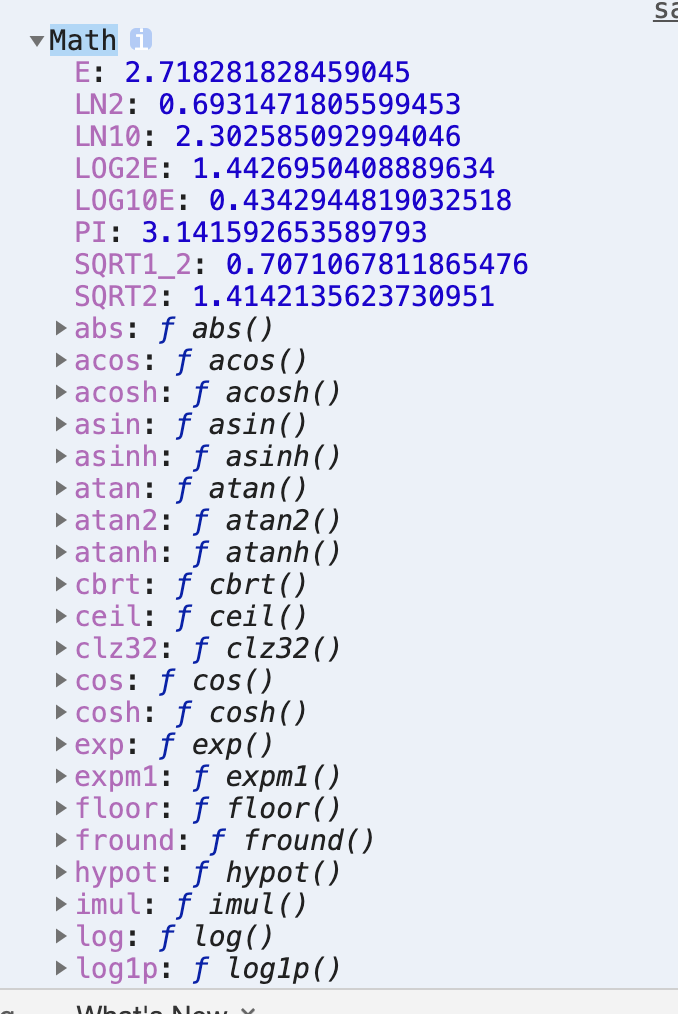 sa
Math i
E: 2.718281828459045
LN2: 0.6931471805599453
LN10: 2.302585092994046
LOG2E: 1.4426950408889634
LOG10E: 0.4342944819032518
PI: 3.141592653589793
SQRT1_2: 0.7071067811865476
SQRT2: 1.4142135623730951
abs: ƒ abs()
acos: ƒ acos()
acosh: ƒ acosh()
asin: ƒ asin()
asinh: ƒ asinh()
atan: ƒ atan()
atan2: ƒ atan2()
atanh: ƒ atanh()
cbrt: ƒ cbrt()
ceil: ƒ ceil()
clz32: ƒ clz32()
cos: ƒ cos()
cosh: ƒ cosh()
exp: ƒ exp()
expm1: ƒ expm1()
floor: ƒ floor()
fround: ƒ fround()
hypot: ƒ hypot()
imul: ƒ imul()
log: ƒ log()
log1p: ƒ log1p()
What's New ×